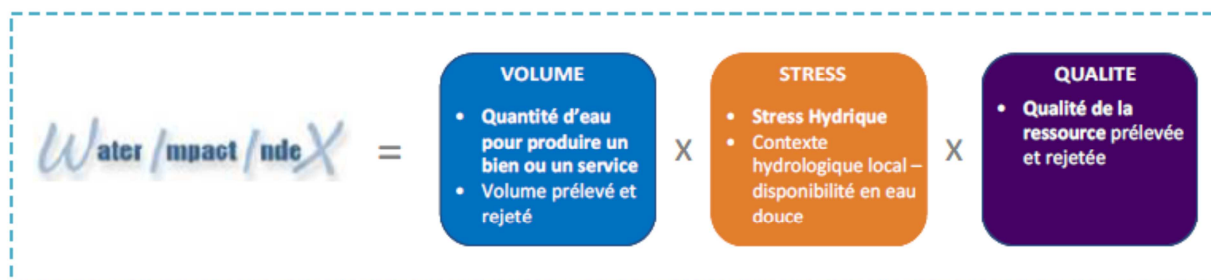 Water Impact IndeX
=
VOLUME
• Quantité d'eau
pour produire un
bien ou un service
• Volume prélevé et
rejeté
X
STRESS
• Stress Hydrique
• Contexte
hydrologique local –
disponibilité en eau
douce
X
QUALITE
• Qualité de la
ressource prélevée
et rejetée